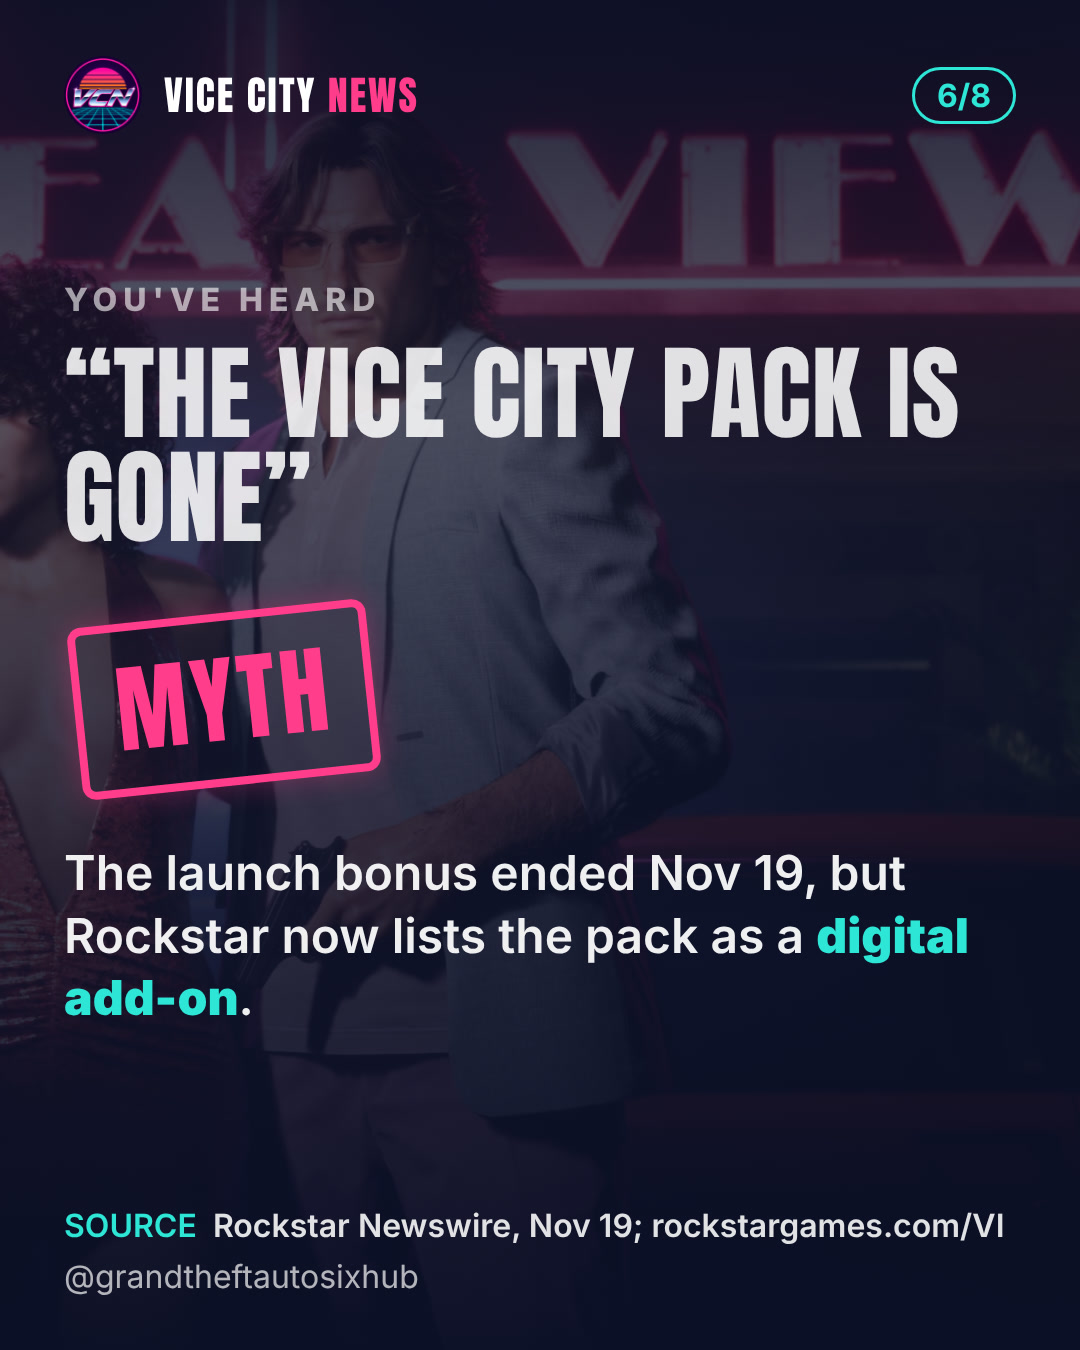 VCN
VICE CITY NEWS
6/8
EA VIEW
YOU'VE HEARD
“THE VICE CITY PACK IS
GONE”
MYTH
The launch bonus ended Nov 19, but
Rockstar now lists the pack as a digital
add-on.
SOURCE Rockstar Newswire, Nov 19; rockstargames.com/VI
@grandtheftautosixhub